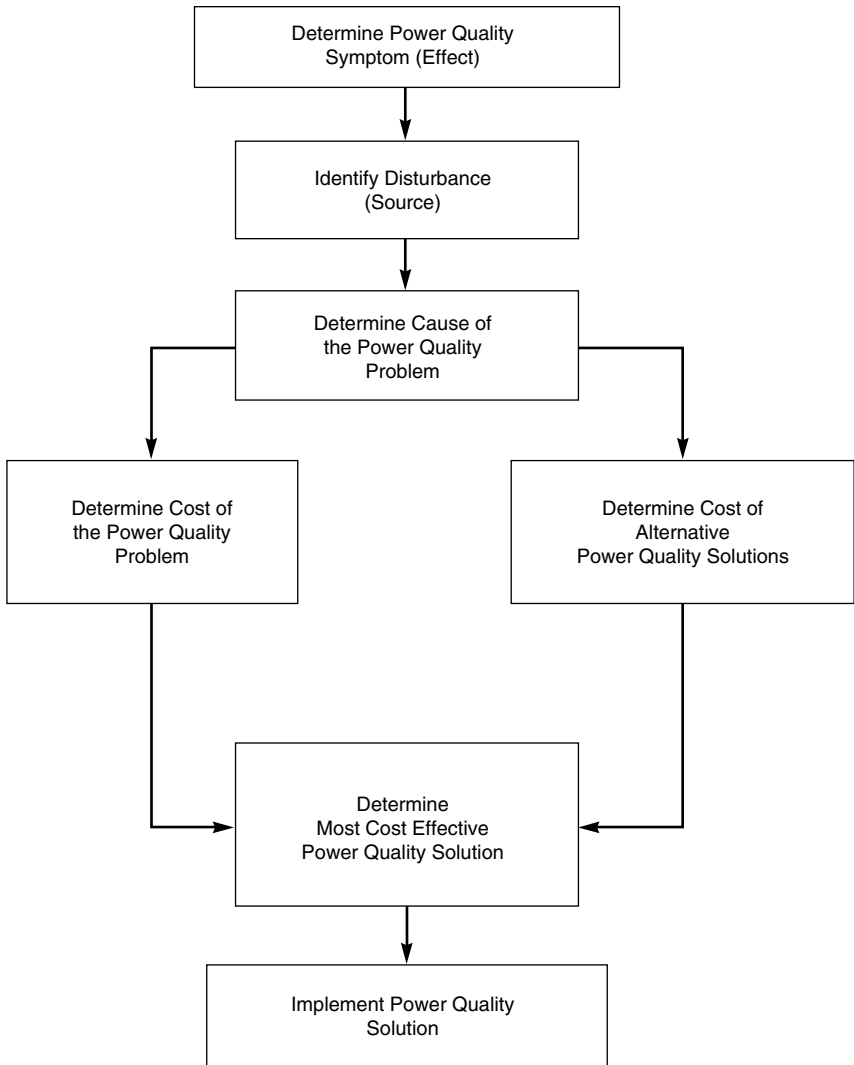 Determine Power Quality
Symptom (Effect)
Identify Disturbance
(Source)
Determine Cause of
the Power Quality
Problem
Determine Cost of
the Power Quality
Problem
Determine Cost of
Alternative
Power Quality Solutions
Determine
Most Cost Effective
Power Quality Solution
Implement Power Quality
Solution